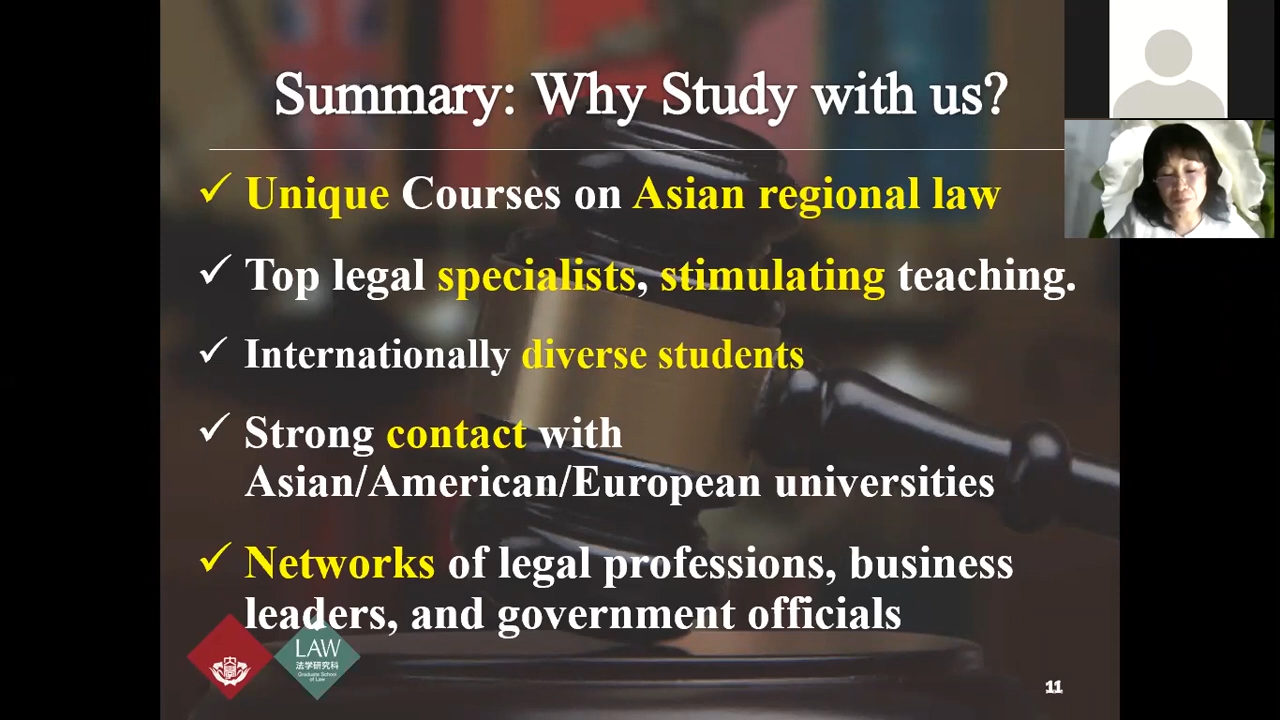 Summary: Why Study with us?
✓ Unique Courses on Asian regional law
✓ Top legal specialists, stimulating teaching.
✓ Internationally diverse students
✓ Strong contact with
Asian/American/European universities
✓ Networks of legal professions, business
leaders, and government officials
LAW
法学研究科
Graduate School
of Law
11